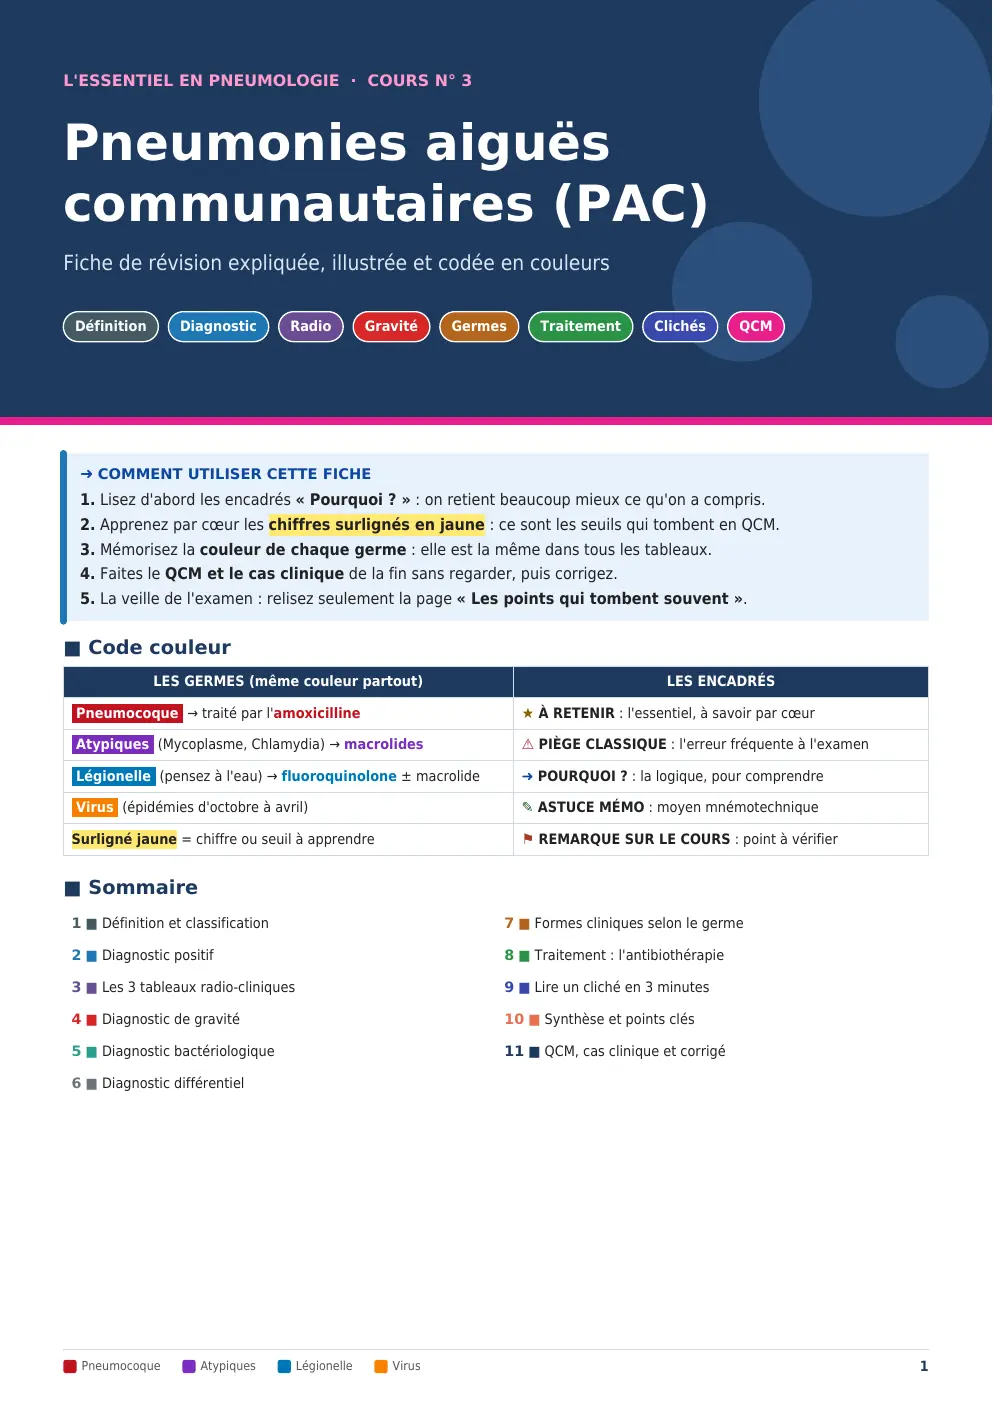 L'ESSENTIEL EN PNEUMOLOGIE · COURS N° 3
Pneumonies aiguës
communautaires (PAC)
Fiche de révision expliquée, illustrée et codée en couleurs
Définition Diagnostic Radio Gravité Germes Traitement Clichés QCM
➜ COMMENT UTILISER CETTE FICHE
1. Lisez d'abord les encadrés « Pourquoi ? » : on retient beaucoup mieux ce qu'on a compris.
2. Apprenez par cœur les chiffres surlignés en jaune : ce sont les seuils qui tombent en QCM.
3. Mémorisez la couleur de chaque germe : elle est la même dans tous les tableaux.
4. Faites le QCM et le cas clinique de la fin sans regarder, puis corrigez.
5. La veille de l'examen : relisez seulement la page « Les points qui tombent souvent ».
■ Code couleur
LES GERMES (même couleur partout) LES ENCADRÉS
Pneumocoque → traité par l'amoxicilline ★ À RETENIR : l'essentiel, à savoir par cœur
Atypiques (Mycoplasme, Chlamydia) → macrolides ⚠ PIÈGE CLASSIQUE : l'erreur fréquente à l'examen
Légionelle (pensez à l'eau) → fluoroquinolone ± macrolide ➜ POURQUOI ? : la logique, pour comprendre
Virus (épidémies d'octobre à avril) ✎ ASTUCE MÉMO : moyen mnémotechnique
Surligné jaune = chiffre ou seuil à apprendre ⚑ REMARQUE SUR LE COURS : point à vérifier
■ Sommaire
1 ■ Définition et classification
2 ■ Diagnostic positif
3 ■ Les 3 tableaux radio-cliniques
4 ■ Diagnostic de gravité
5 ■ Diagnostic bactériologique
6 ■ Diagnostic différentiel
7 ■ Formes cliniques selon le germe
8 ■ Traitement : l'antibiothérapie
9 ■ Lire un cliché en 3 minutes
10 ■ Synthèse et points clés
11 ■ QCM, cas clinique et corrigé
Pneumocoque Atypiques Légionelle Virus 1